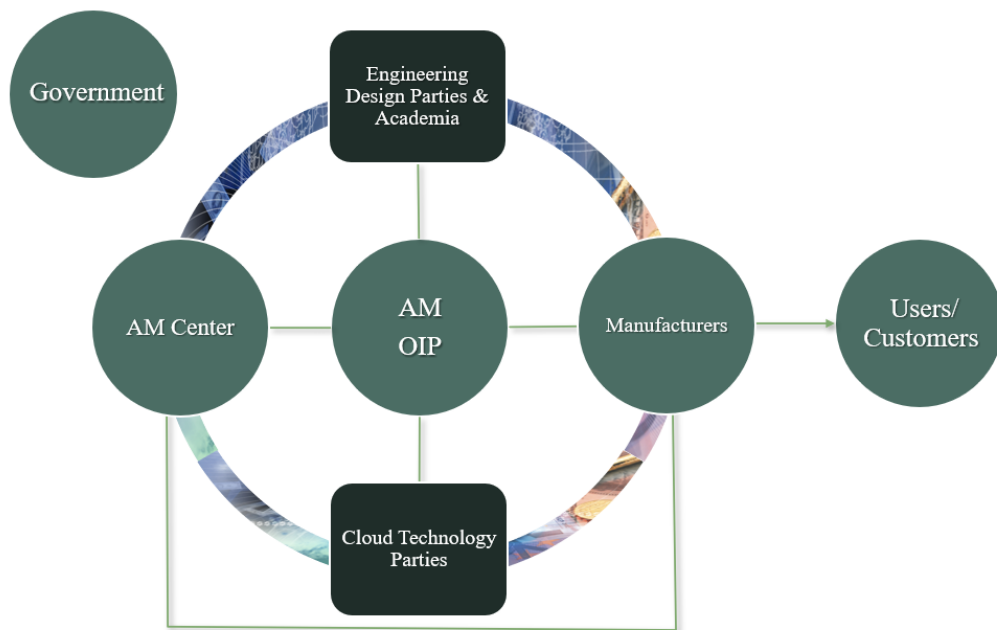 Government
Engineering
Design Parties &
Academia
AM Center
AM
OIP
Manufacturers
Users/
Customers
Cloud Technology
Parties